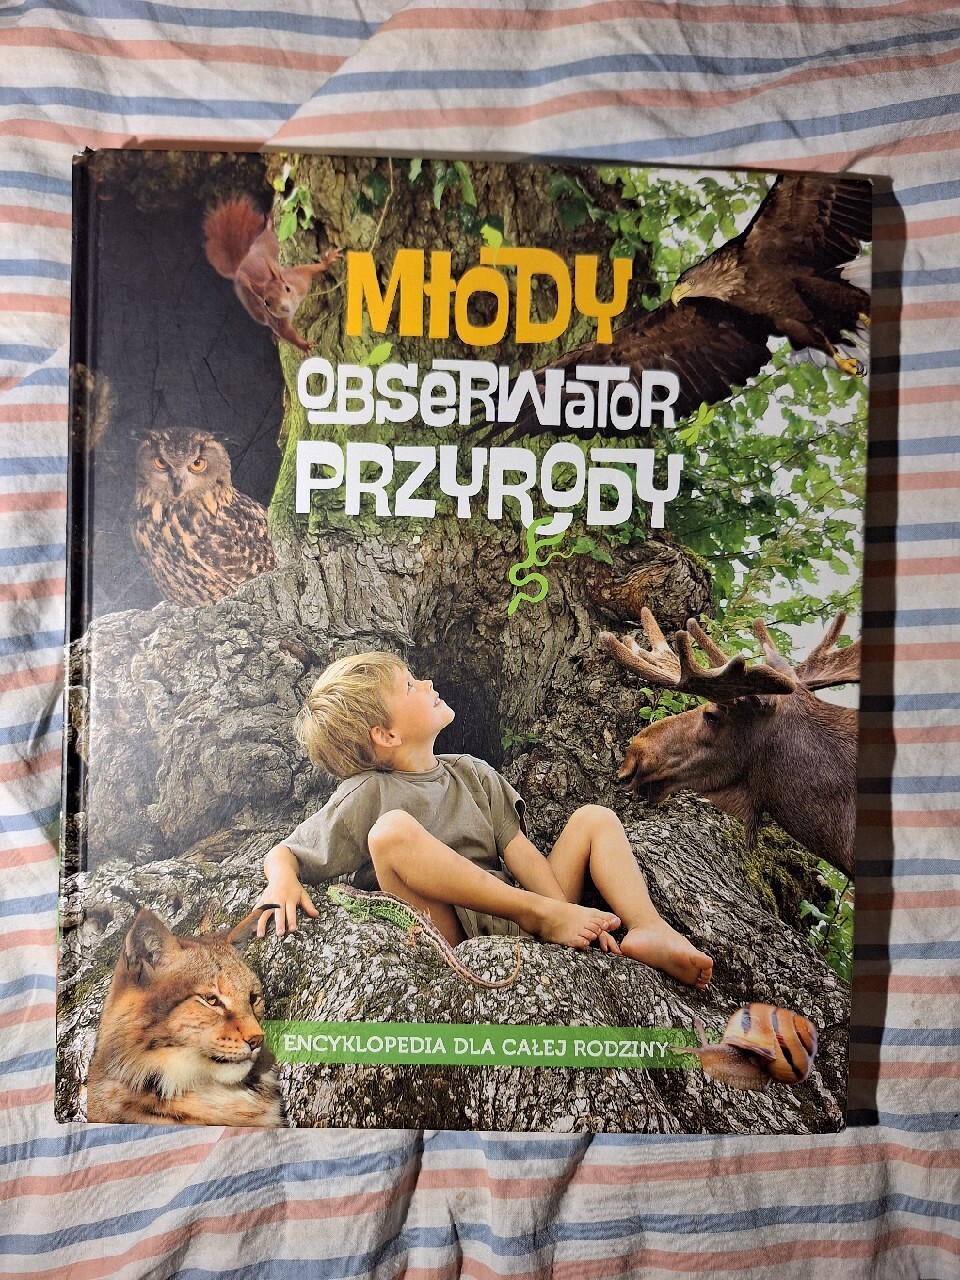 MŁODY
OBSERWATOR
PRZYRODY
ENCYKLOPEDIA DLA CAŁEJ RODZINY